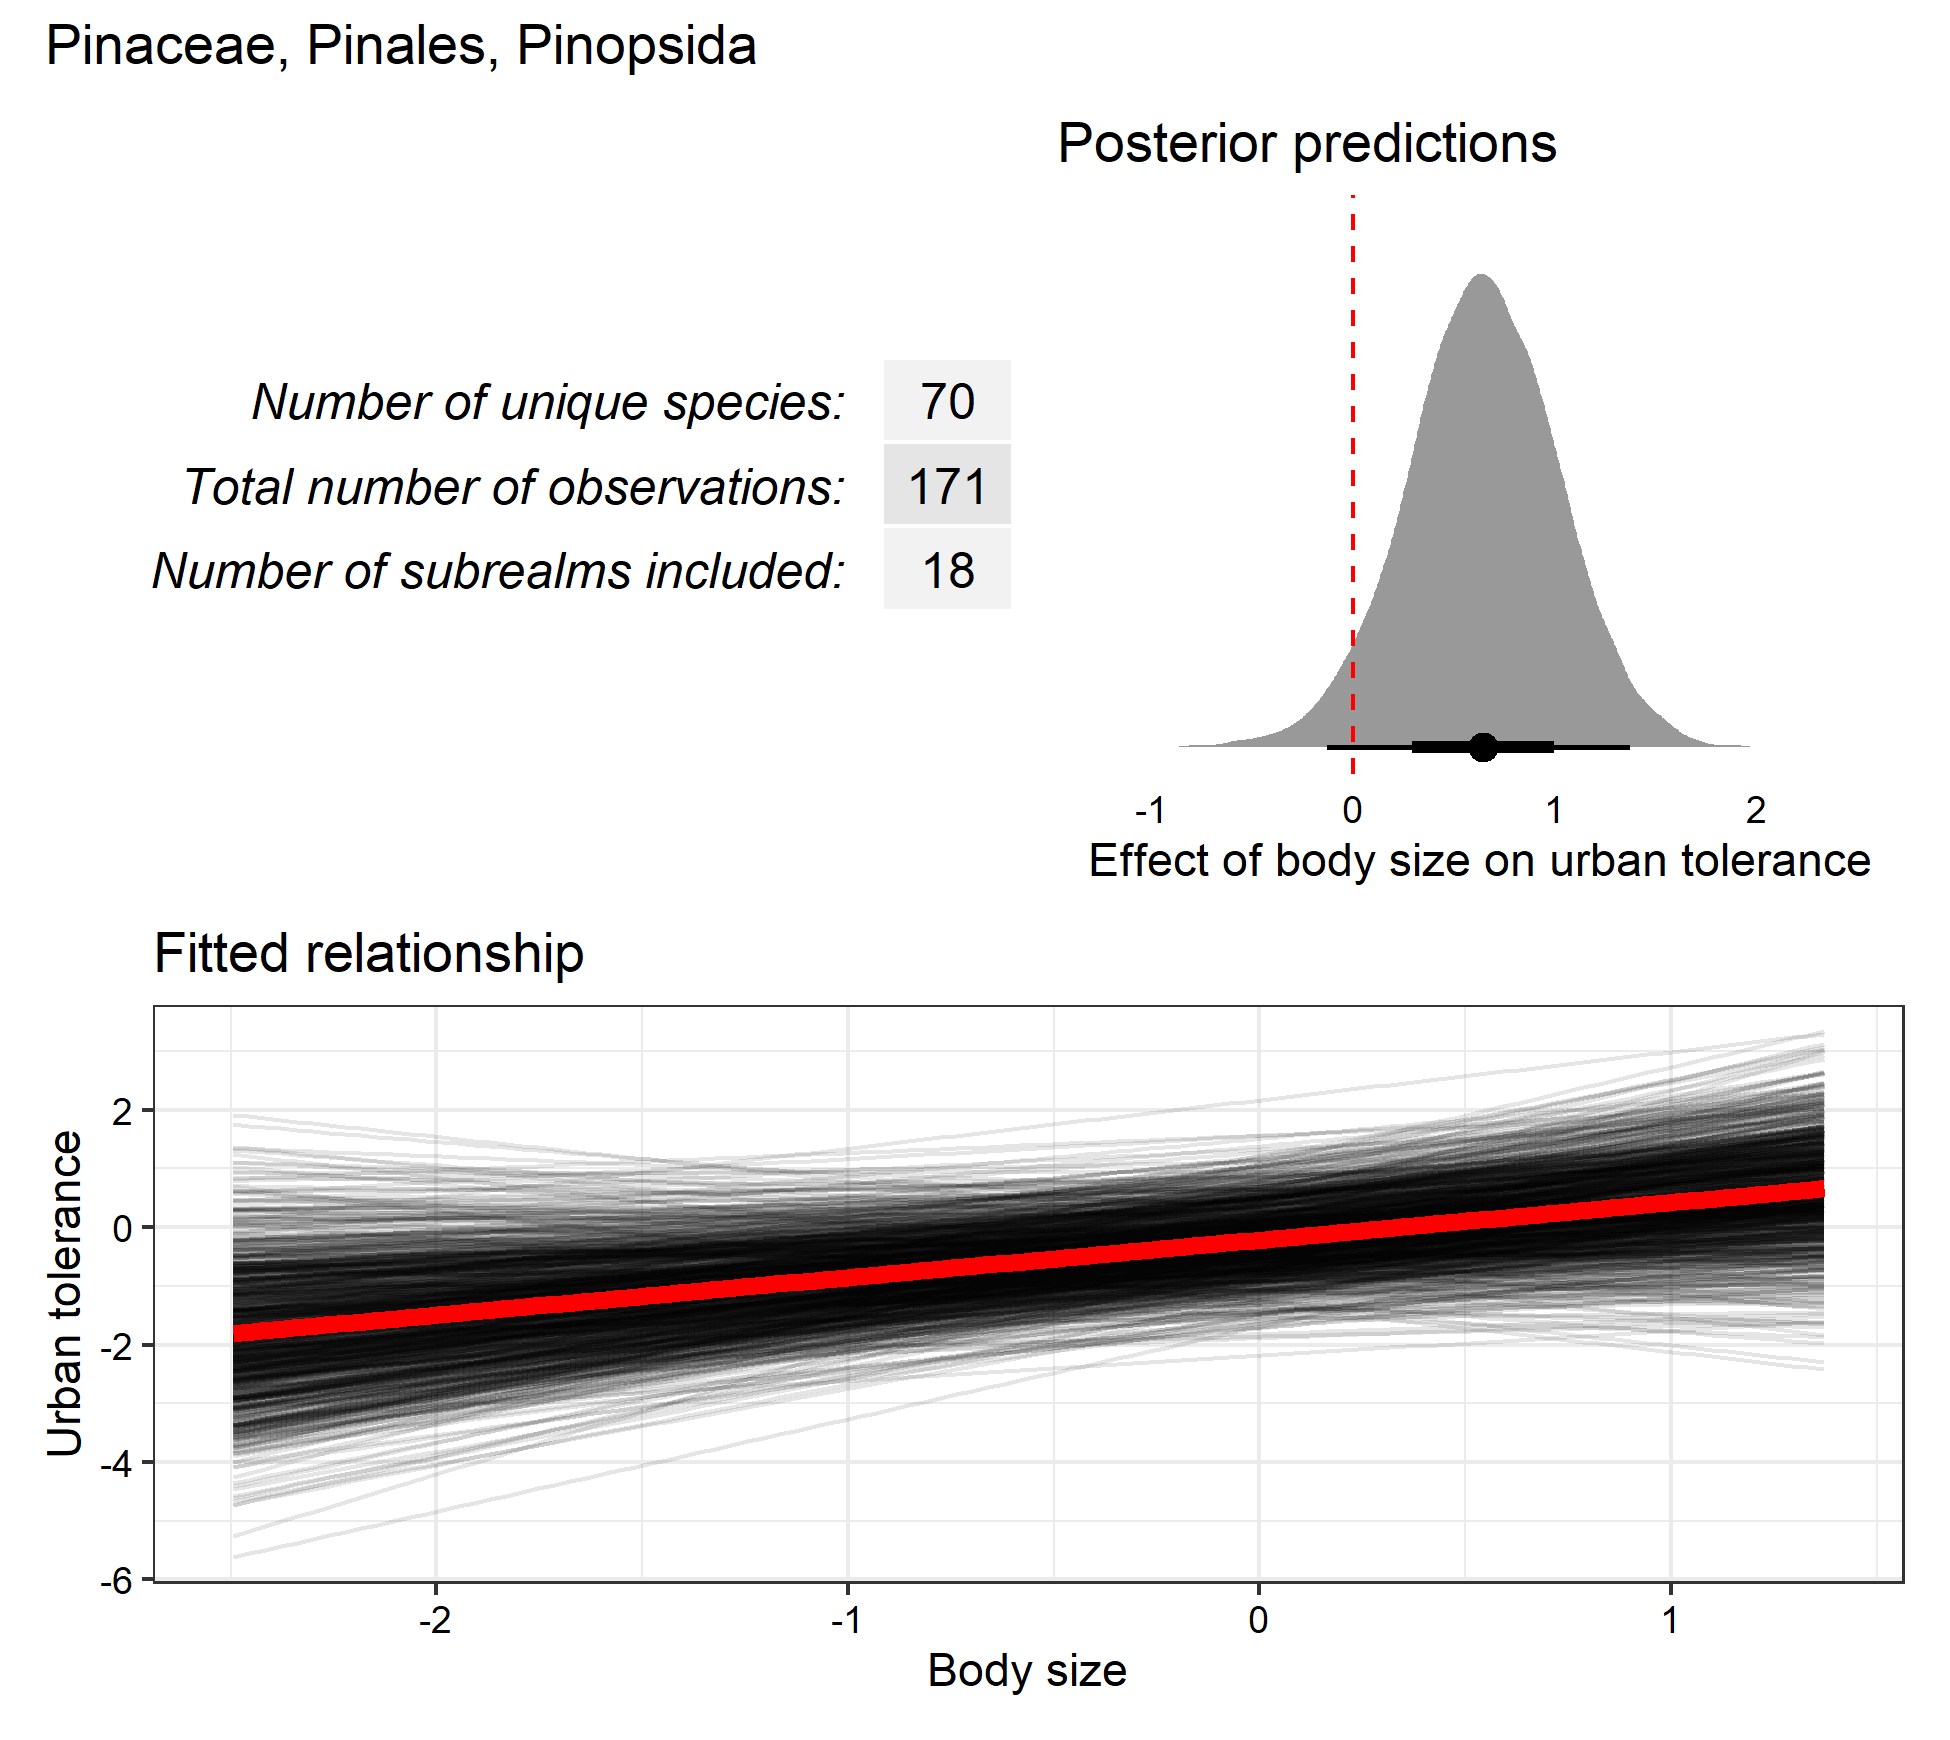 Pinaceae, Pinales, Pinopsida
Posterior predictions
Number of unique species: 70
Total number of observations: 171
Number of subrealms included: 18
-1 0 1 2
Effect of body size on urban tolerance
Fitted relationship
Urban tolerance
2
0
-2
-4
-6
-2 -1 0 1
Body size